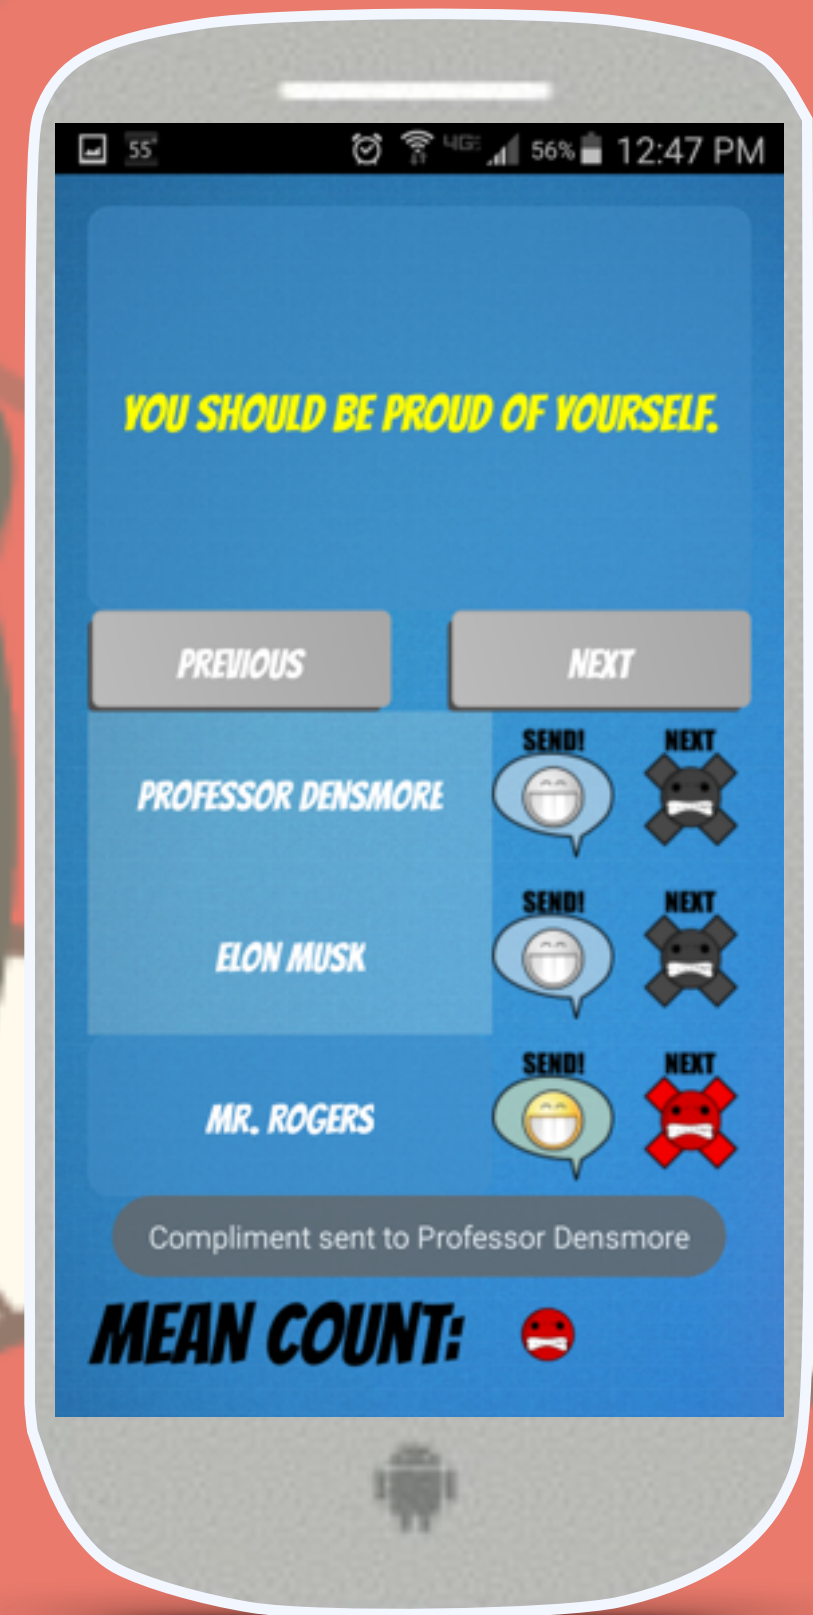 55°
4G
56%
12:47 PM
YOU SHOULD BE PROUD OF YOURSELF.
PREVIOUS
NEXT
PROFESSOR DENSMORE
SEND!
NEXT
ELON MUSK
SEND!
NEXT
MR. ROGERS
SEND!
NEXT
Compliment sent to Professor Densmore
MEAN COUNT: